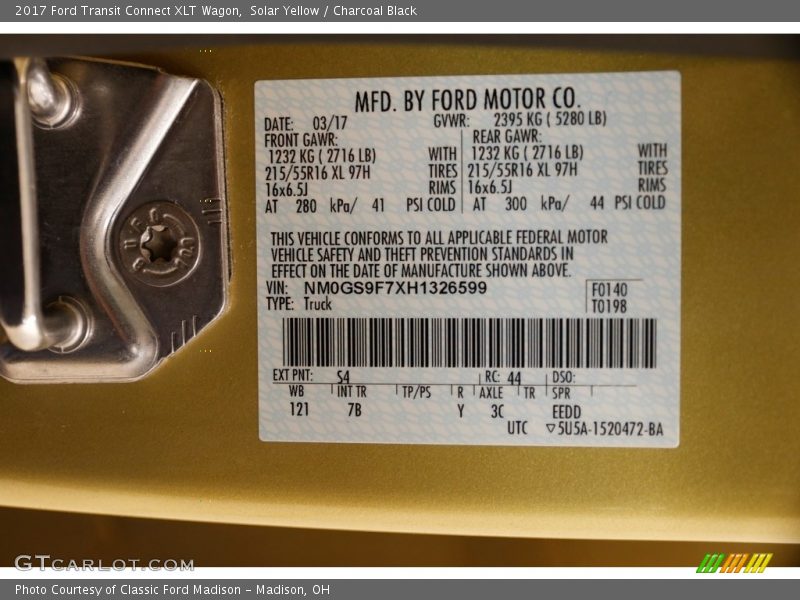 2017 Ford Transit Connect XLT Wagon,  Solar Yellow / Charcoal Black
MFD. BY FORD MOTOR CO.
DATE: 03/17 GVWR: 2395 KG ( 5280 LB)
FRONT GAWR: REAR GAWR:
1232 KG ( 2716 LB) WITH 1232 KG ( 2716 LB) WITH
215/55R16 XL 97H TIRES 215/55R16 XL 97H TIRES
16x6.5J RIMS 16x6.5J RIMS
AT 280 kPa/ 41 PSI COLD AT 300 kPa/ 44 PSI COLD
THIS VEHICLE CONFORMS TO ALL APPLICABLE FEDERAL MOTOR
VEHICLE SAFETY AND THEFT PREVENTION STANDARDS IN
EFFECT ON THE DATE OF MANUFACTURE SHOWN ABOVE.
VIN: NM0GS9F7XH1326599 F0140
TYPE: Truck T0198
EXT PNT: S4 RC: 44 DSO:
WB INT TR TP/PS R AXLE TR SPR
121 7B Y 3C EEDD
UTC ▽5U5A-1520472-BA
GTCARLOT.COM
Photo Courtesy of Classic Ford Madison - Madison, OH